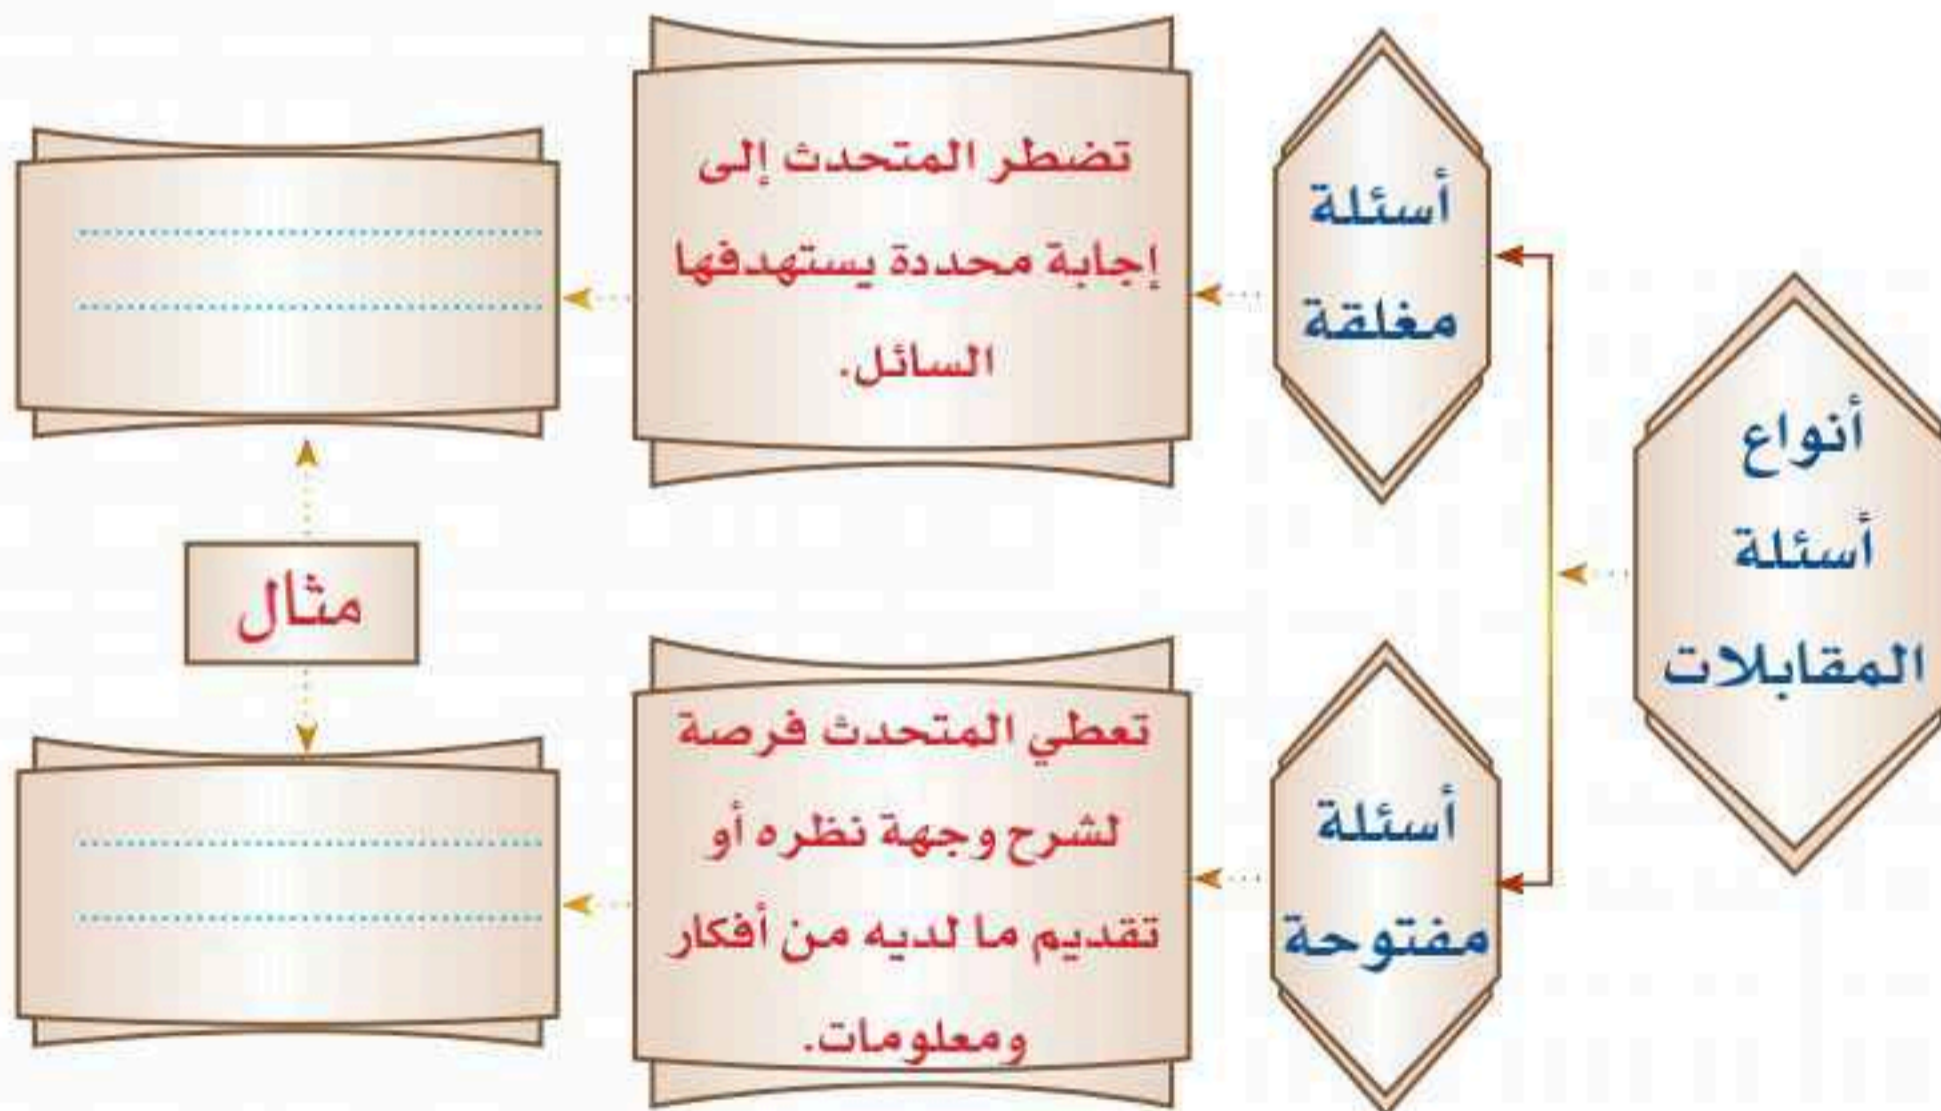 أنواع
أسئلة
المقابلات
أسئلة
مغلقة
تضطر المتحدث إلى
إجابة محددة يستهدفها
السائل.
مثال
أسئلة
مفتوحة
تعطي المتحدث فرصة
لشرح وجهة نظره أو
تقديم ما لديه من أفكار
ومعلومات.